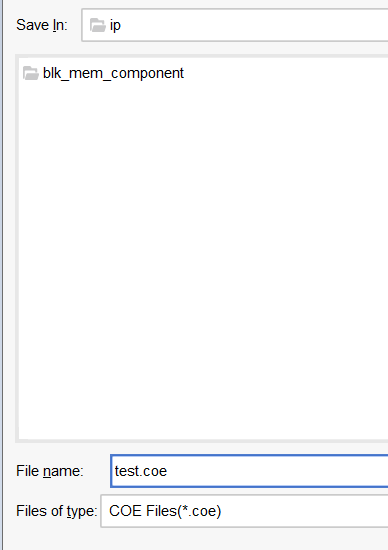 Save In: ip
blk_mem_component
File name: test.coe
Files of type: COE Files(*.coe)